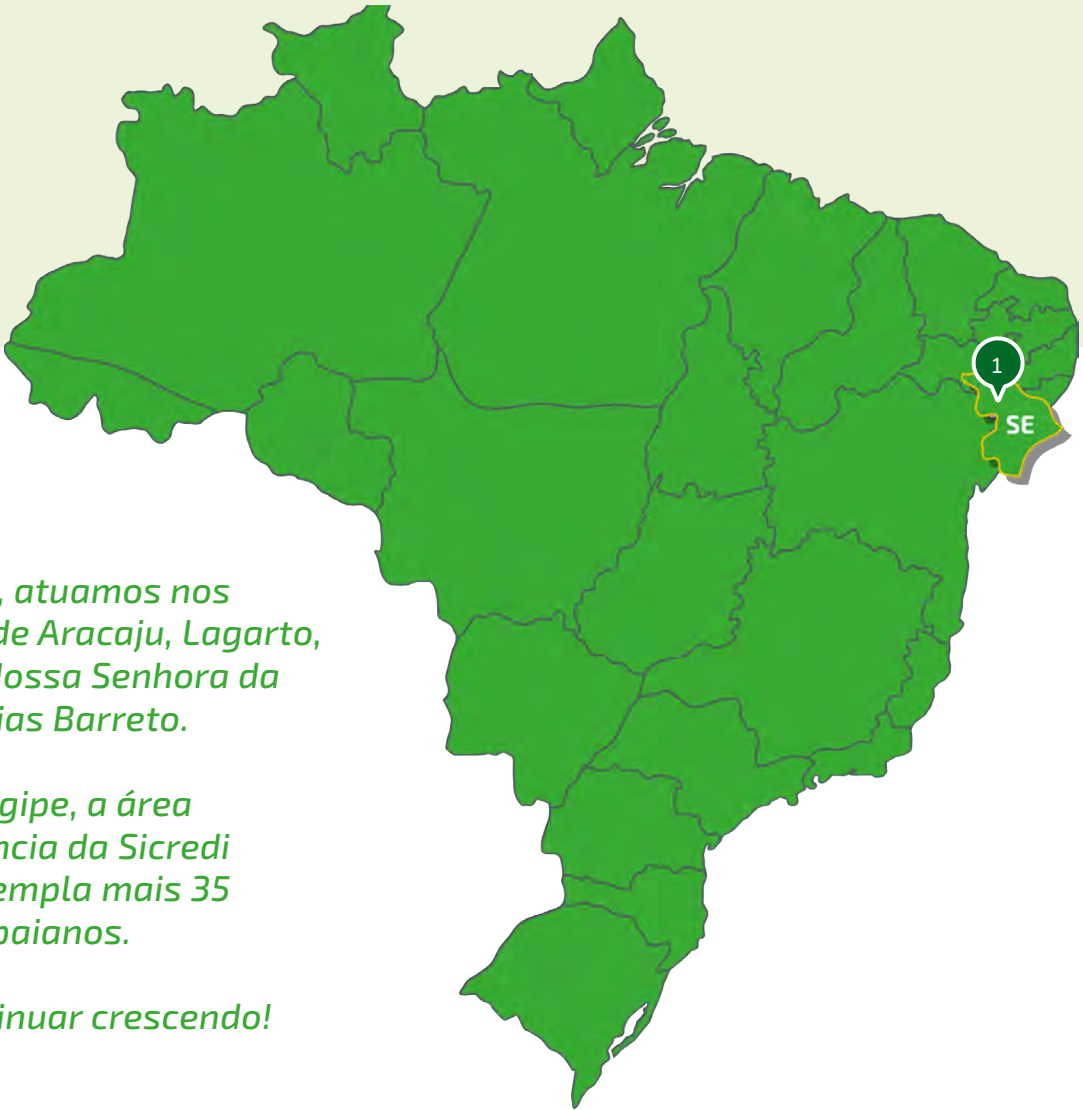 1
SE
, atuamos nos
de Aracaju, Lagarto,
Nossa Senhora da
ias Barreto.
gipe, a área
ncia da Sicredi
empla mais 35
baianos.
inuar crescendo!